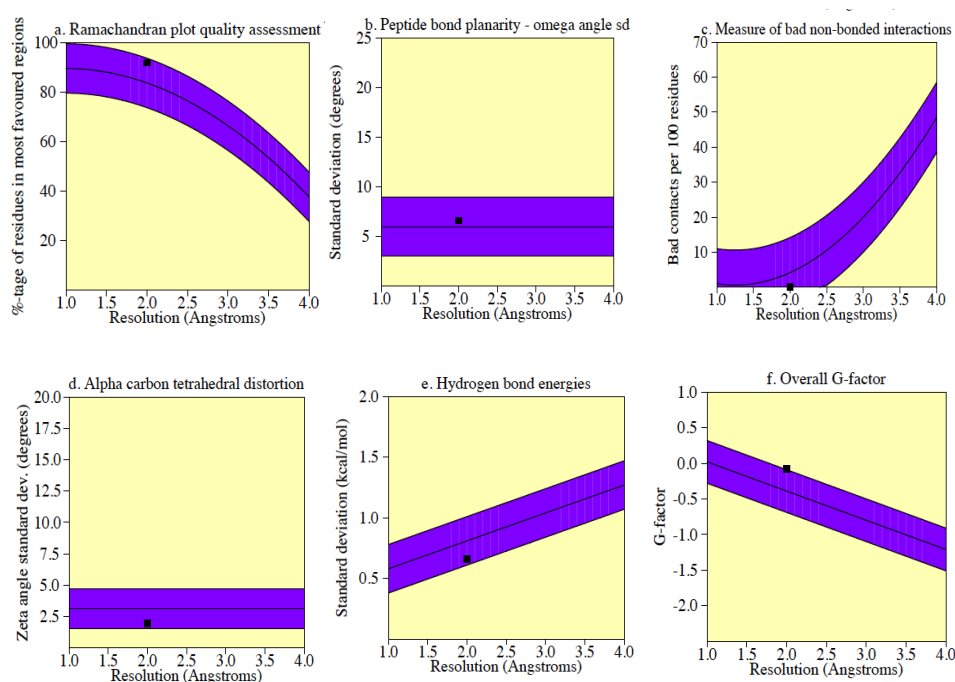 a. Ramachandran plot quality assessment
%-tage of residues in most favoured regions
100
80
60
40
20
1.0 1.5 2.0 2.5 3.0 3.5 4.0
Resolution (Angstroms)
b. Peptide bond planarity - omega angle sd
Standard deviation (degrees)
25
20
15
10
5
1.0 1.5 2.0 2.5 3.0 3.5 4.0
Resolution (Angstroms)
c. Measure of bad non-bonded interactions
Bad contacts per 100 residues
70
60
50
40
30
20
10
1.0 1.5 2.0 2.5 3.0 3.5 4.0
Resolution (Angstroms)
d. Alpha carbon tetrahedral distortion
Zeta angle standard dev. (degrees)
20.0
17.5
15.0
12.5
10.0
7.5
5.0
2.5
1.0 1.5 2.0 2.5 3.0 3.5 4.0
Resolution (Angstroms)
e. Hydrogen bond energies
Standard deviation (kcal/mol)
2.0
1.5
1.0
0.5
1.0 1.5 2.0 2.5 3.0 3.5 4.0
Resolution (Angstroms)
f. Overall G-factor
G-factor
1.0
0.5
0.0
-0.5
-1.0
-1.5
-2.0
1.0 1.5 2.0 2.5 3.0 3.5 4.0
Resolution (Angstroms)